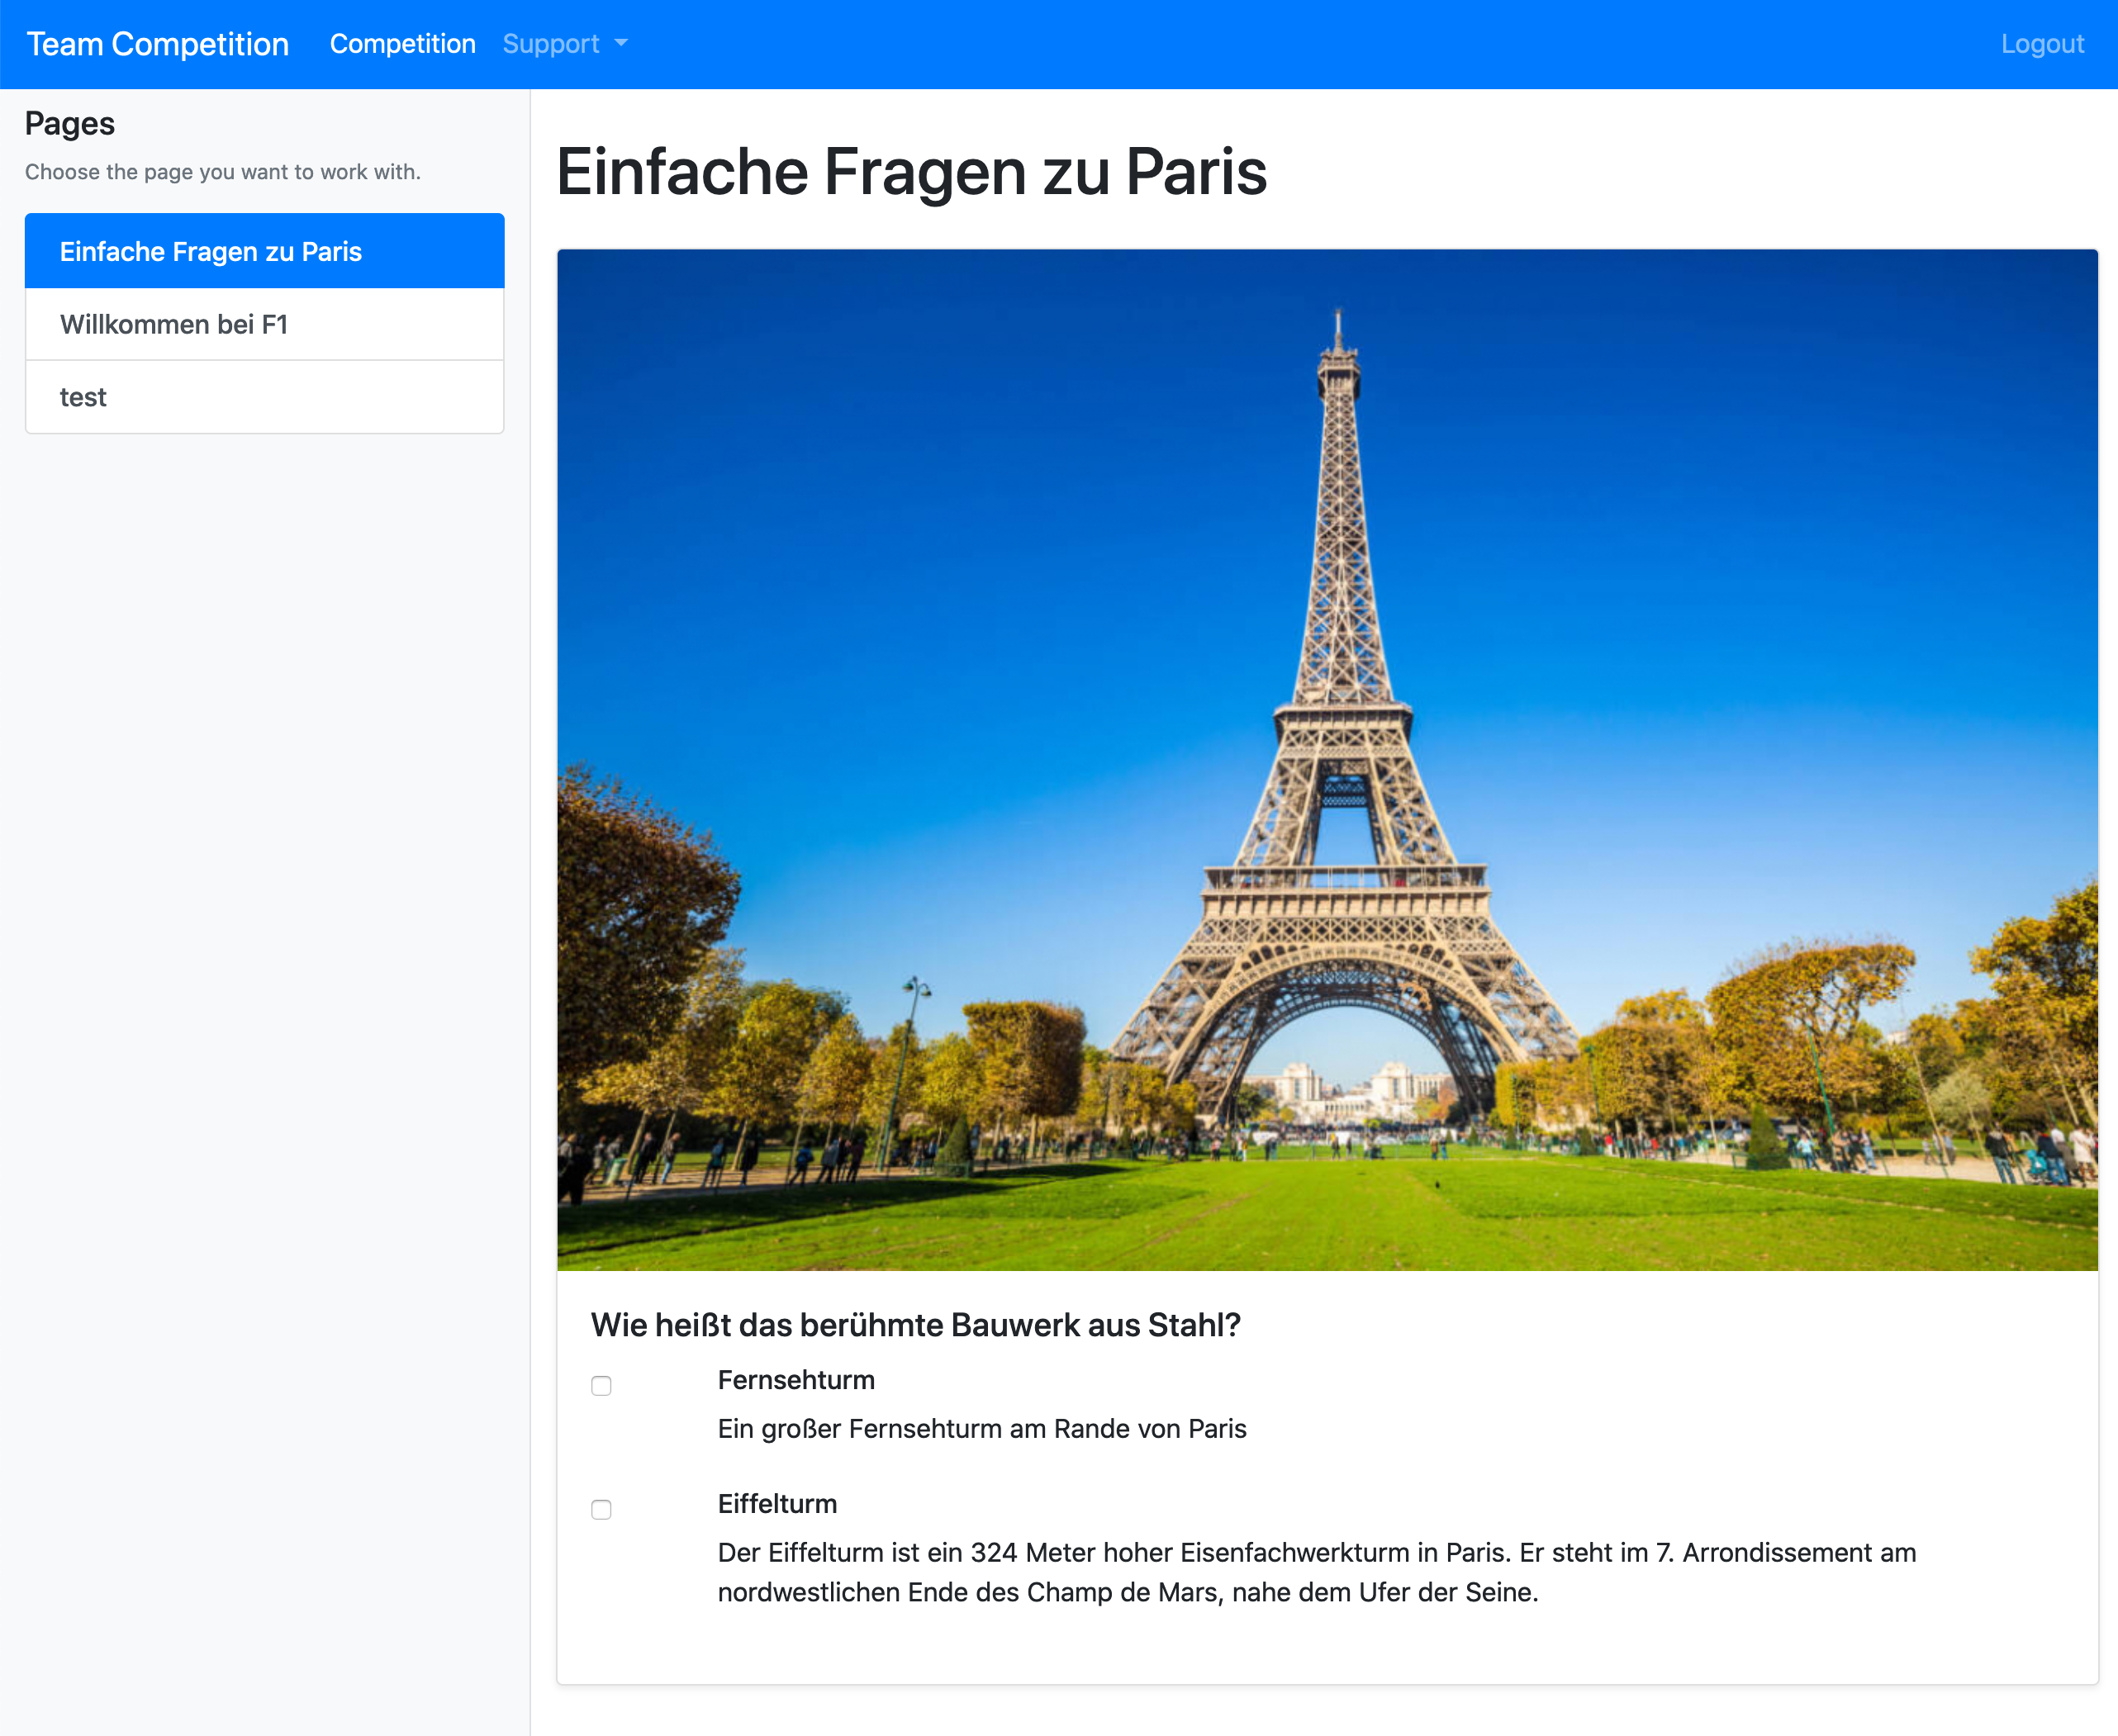 Team Competition Competition Support Logout
Pages
Choose the page you want to work with.
Einfache Fragen zu Paris
Willkommen bei F1
test
Einfache Fragen zu Paris
Wie heißt das berühmte Bauwerk aus Stahl?
Fernsehturm
Ein großer Fernsehturm am Rande von Paris
Eiffelturm
Der Eiffelturm ist ein 324 Meter hoher Eisenfachwerkturm in Paris. Er steht im 7. Arrondissement am
nordwestlichen Ende des Champ de Mars, nahe dem Ufer der Seine.